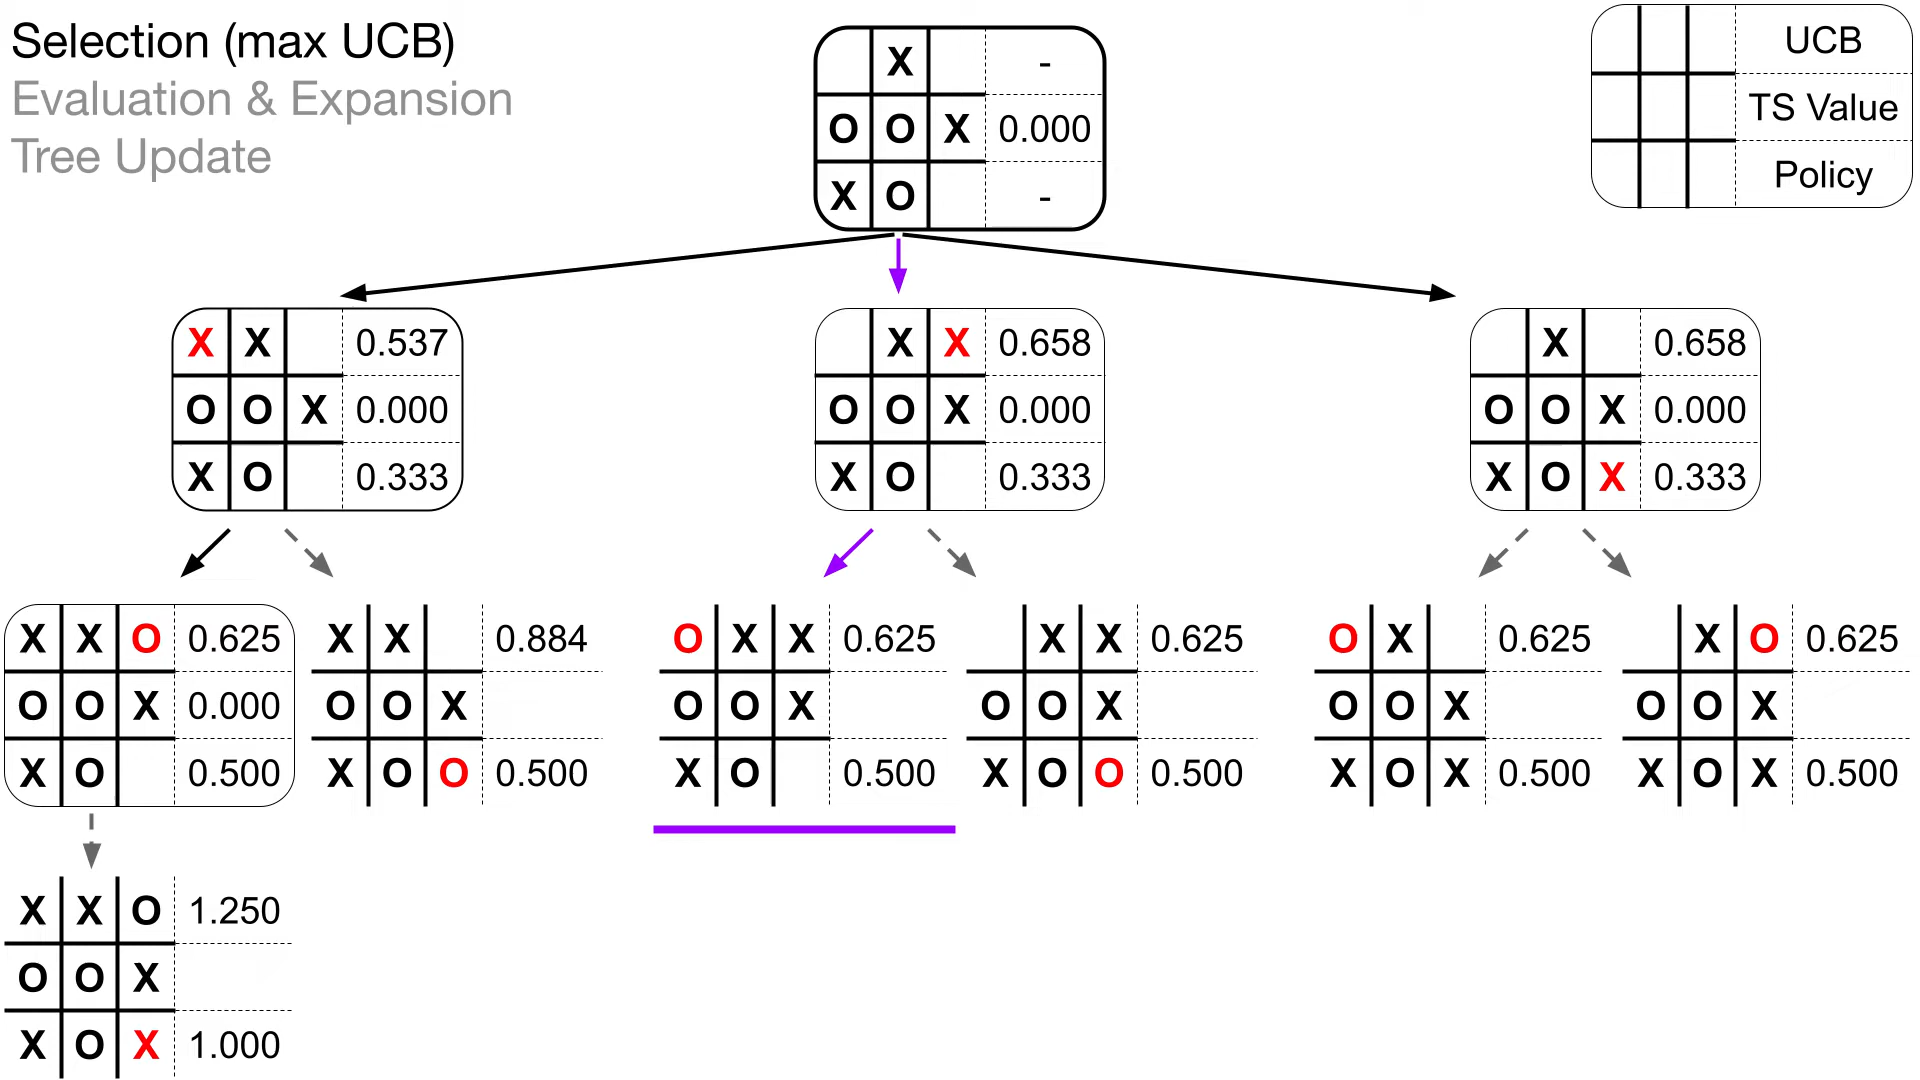 Selection (max UCB)
Evaluation & Expansion
Tree Update
X -
O O X 0.000
X O -
UCB
TS Value
Policy
X X 0.537
O O X 0.000
X O 0.333
X X 0.658
O O X 0.000
X O 0.333
X 0.658
O O X 0.000
X O X 0.333
X X O 0.625
O O X 0.000
X O 0.500
X X 0.884
O O X
X O O 0.500
O X X 0.625
O O X
X O 0.500
X X 0.625
O O X
X O O 0.500
O X 0.625
O O X
X O X 0.500
X O 0.625
O O X
X O X 0.500
X X O 1.250
O O X
X O X 1.000